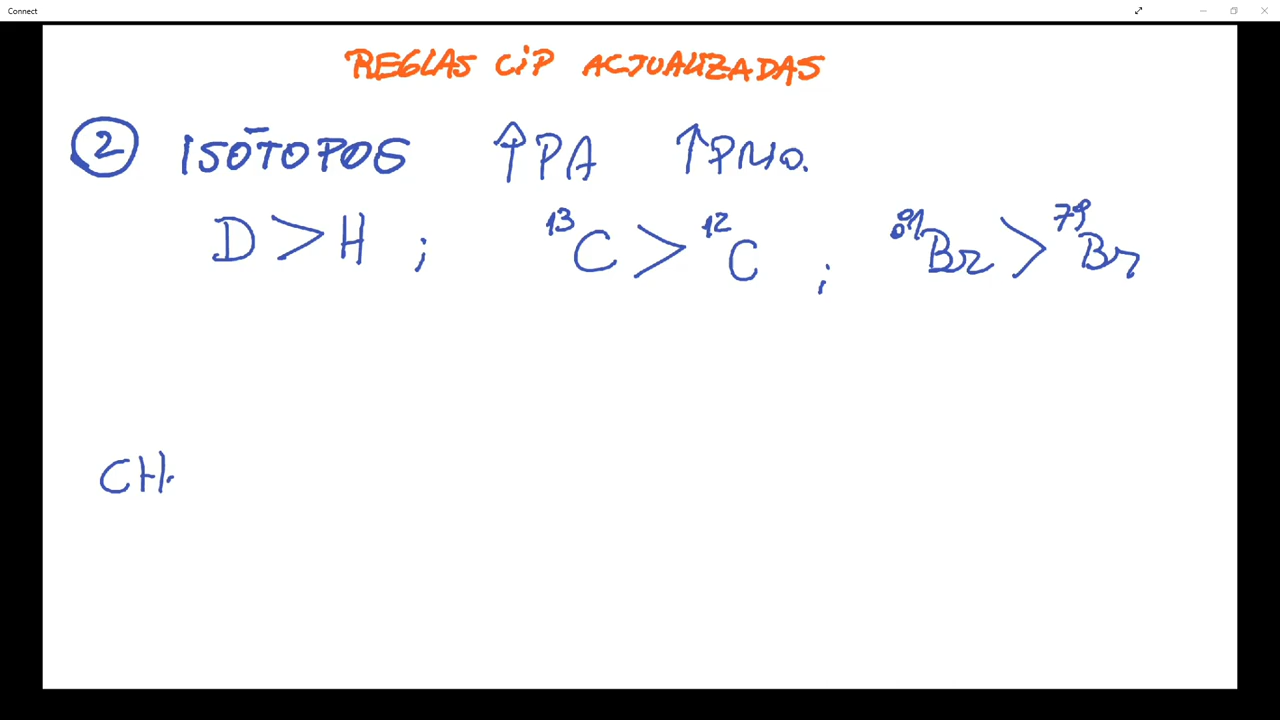 Connect
REGLAS CiP ACTUALIZADAS
2 ISÓTOPOS ↑PA ↑PRIO.
D > H ; ¹³C > ¹²C ; ⁸¹Br > ⁷⁹Br
CH